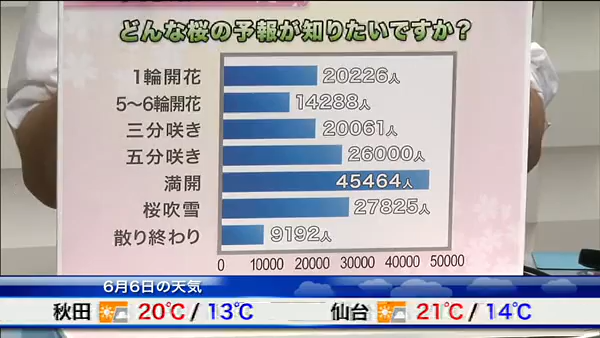 どんな桜の予報が知りたいですか？
1輪開花 20226人
5〜6輪開花 14288人
三分咲き 20061人
五分咲き 26000人
満開 45464人
桜吹雪 27825人
散り終わり 9192人
0 10000 20000 30000 40000 50000
6月6日の天気
秋田 20℃/13℃ 仙台 21℃/14℃